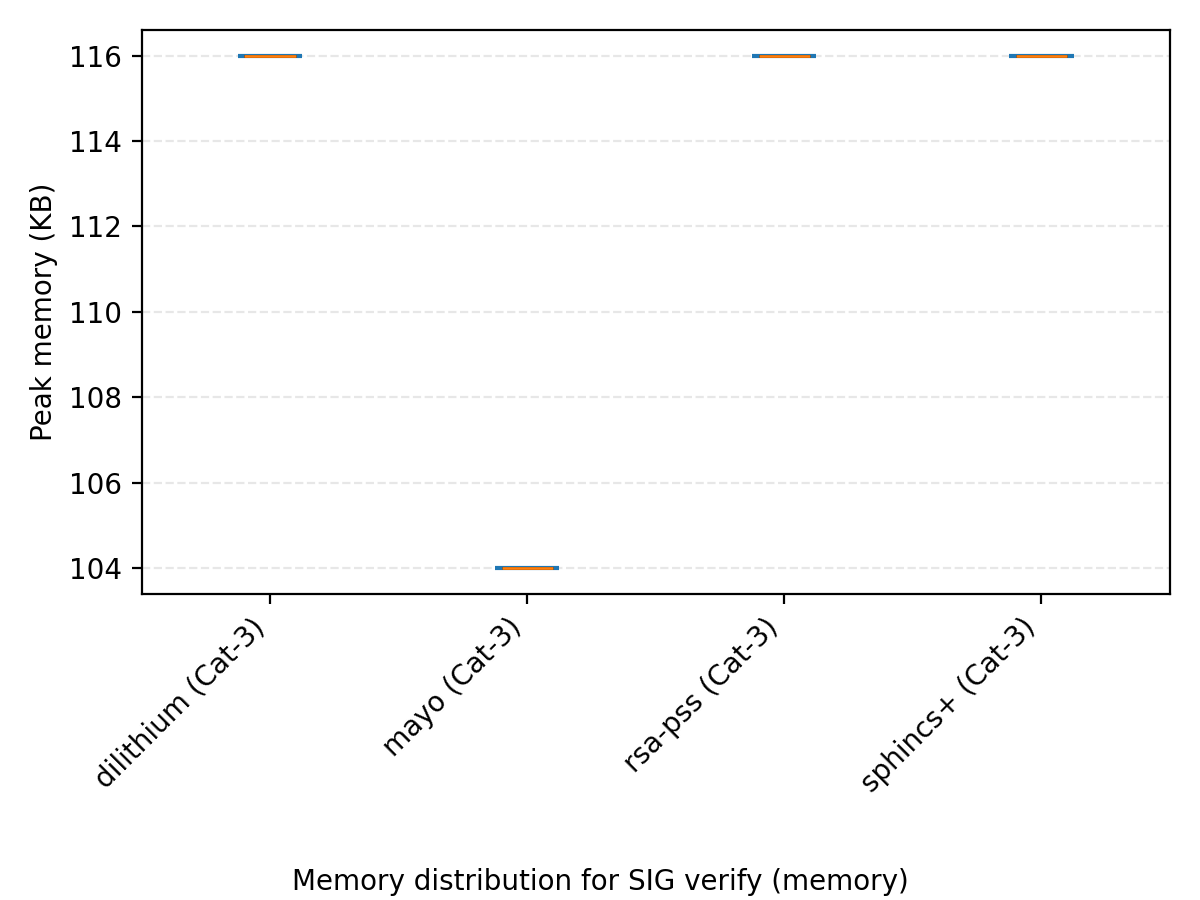 116
114
112
110
108
106
104
Peak memory (KB)
dilithium (Cat-3)
mayo (Cat-3)
rsa-pss (Cat-3)
sphincs+ (Cat-3)
Memory distribution for SIG verify (memory)